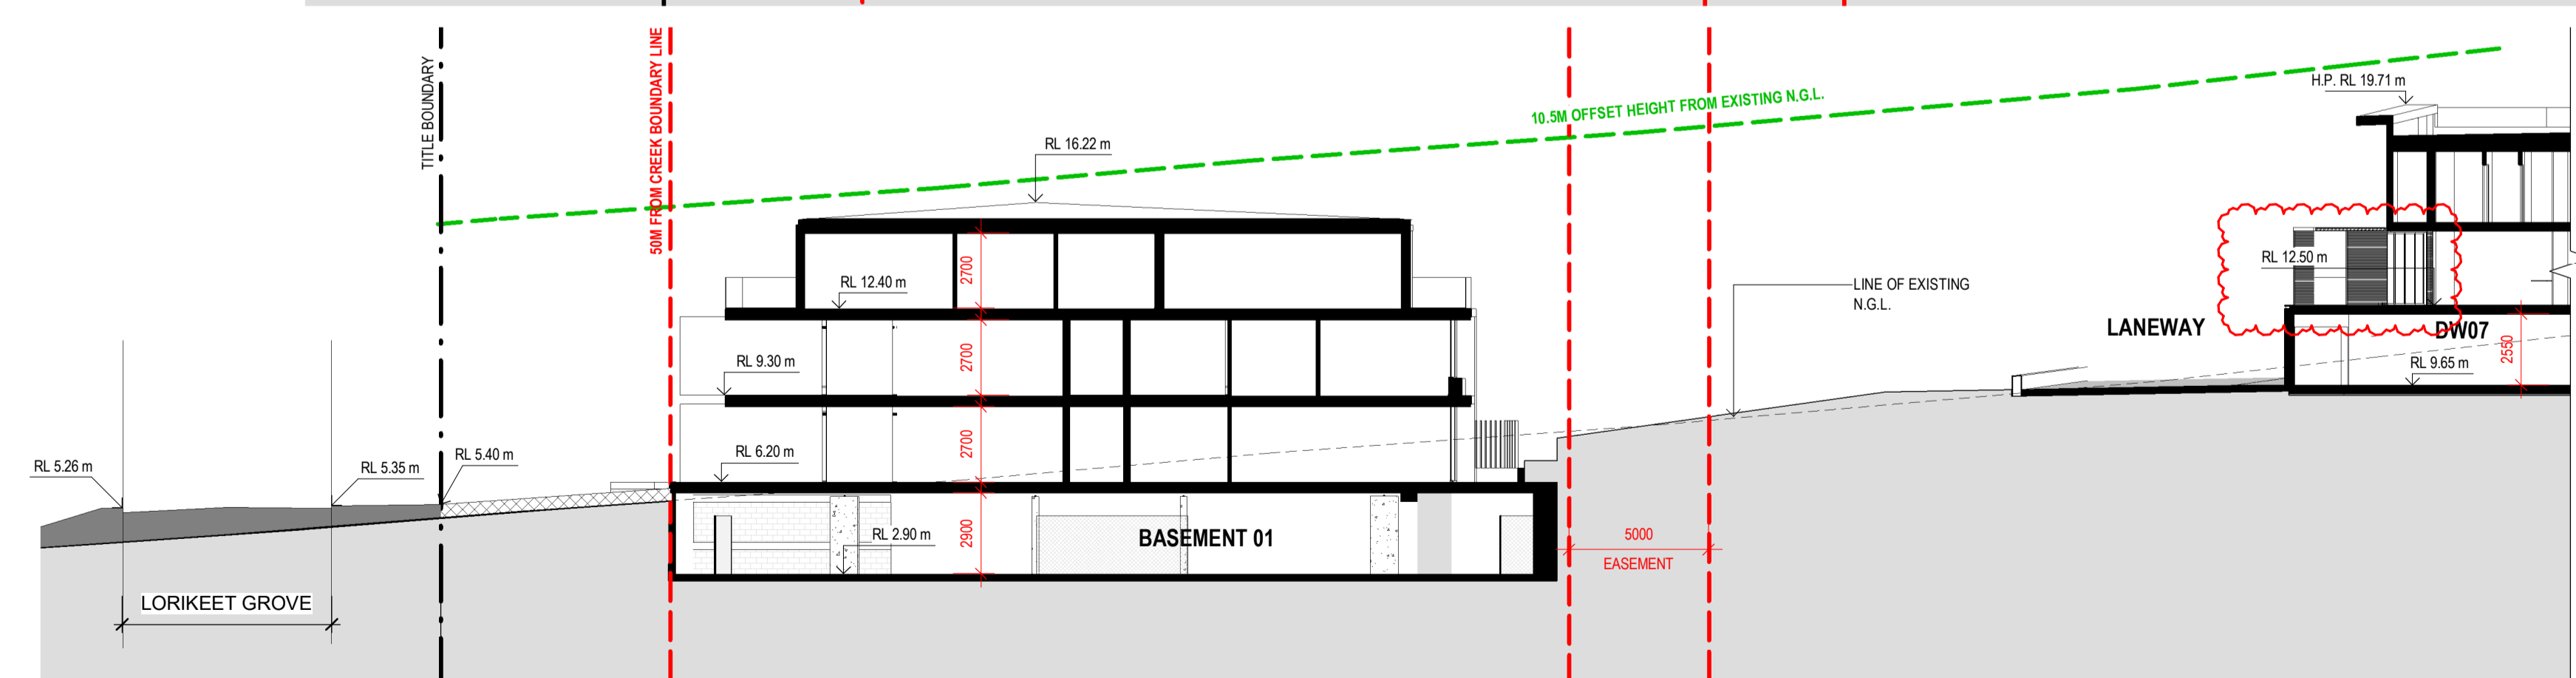 TITLE BOUNDARY
50M FROM CREEK BOUNDARY LINE
10.5M OFFSET HEIGHT FROM EXISTING N.G.L.
H.P. RL 19.71 m
RL 16.22 m
2700
RL 12.40 m
RL 12.50 m
LINE OF EXISTING
N.G.L.
LANEWAY
DW07
2550
RL 9.30 m
2700
RL 9.65 m
RL 6.20 m
2700
RL 5.26 m
RL 5.35 m
RL 5.40 m
RL 2.90 m
2900
BASEMENT 01
5000
EASEMENT
LORIKEET GROVE